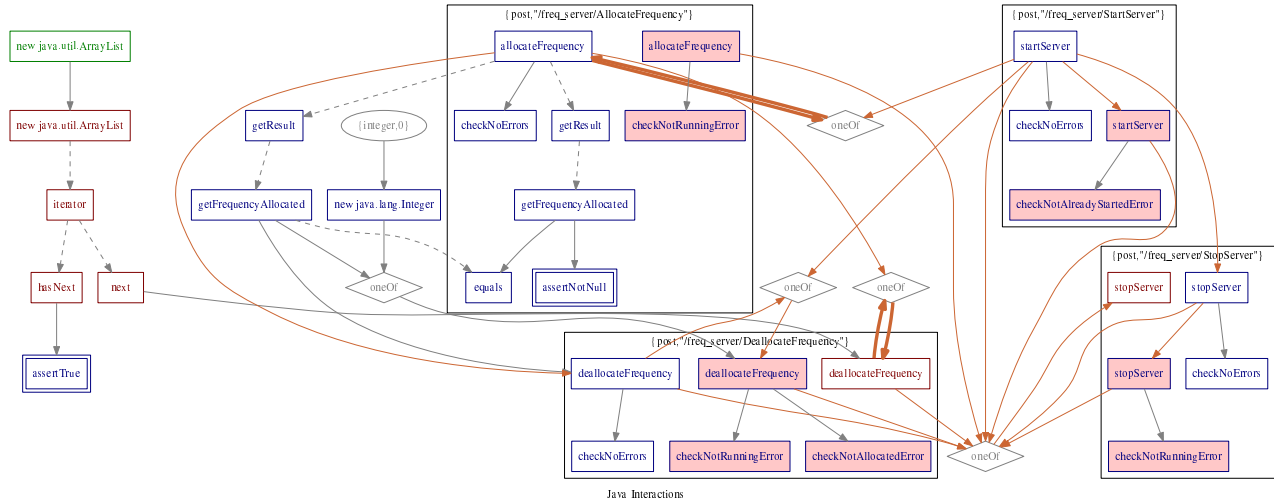 {post,"/freq_server/AllocateFrequency"}
{post,"/freq_server/StartServer"}
new java.util.ArrayList
allocateFrequency
allocateFrequency
startServer
new java.util.ArrayList
getResult
{integer,0}
checkNoErrors
getResult
checkNotRunningError
oneOf
checkNoErrors
startServer
iterator
getFrequencyAllocated
new java.lang.Integer
getFrequencyAllocated
checkNotAlreadyStartedError
{post,"/freq_server/StopServer"}
hasNext
next
oneOf
equals
assertNotNull
oneOf
oneOf
stopServer
stopServer
{post,"/freq_server/DeallocateFrequency"}
assertTrue
deallocateFrequency
deallocateFrequency
deallocateFrequency
stopServer
checkNoErrors
checkNoErrors
checkNotRunningError
checkNotAllocatedError
oneOf
checkNotRunningError
Java Interactions